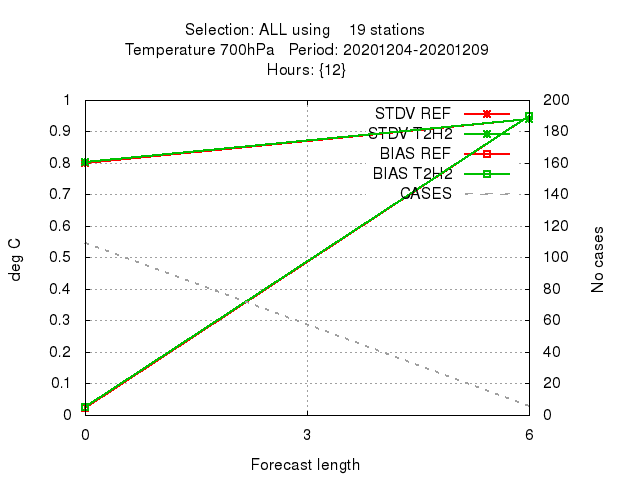 Selection: ALL using 19 stations
Temperature 700hPa Period: 20201204-20201209
Hours: {12}
1 200
STDV REF
0.9 180
STDV T2H2
BIAS REF
0.8 160
BIAS T2H2
0.7 140
CASES
0.6 120
0.5 100
deg C
No cases
0.4 80
0.3 60
0.2 40
0.1 20
0 0
0 3 6
Forecast length